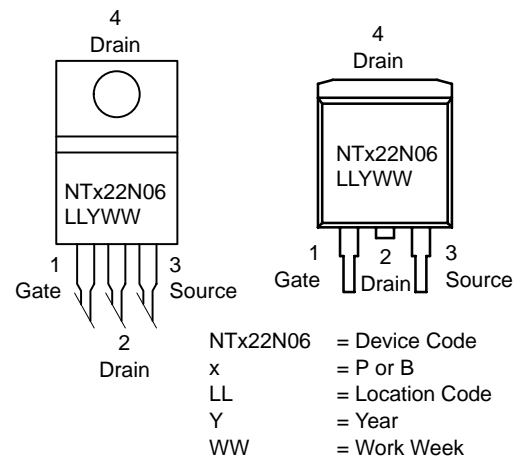 4
Drain
NTx22N06
LLYWW
1
Gate
3
Source
2
Drain
4
Drain
NTx22N06
LLYWW
1
Gate
2
Drain
3
Source
NTx22N06 = Device Code
x = P or B
LL = Location Code
Y = Year
WW = Work Week